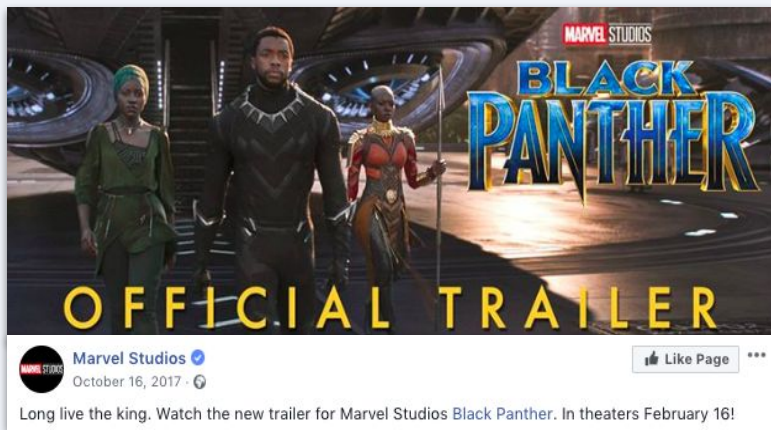 MARVEL STUDIOS
BLACK
PANTHER
OFFICIAL TRAILER
MARVEL STUDIOS
Marvel Studios
October 16, 2017 ·
Like Page
Long live the king. Watch the new trailer for Marvel Studios Black Panther. In theaters February 16!